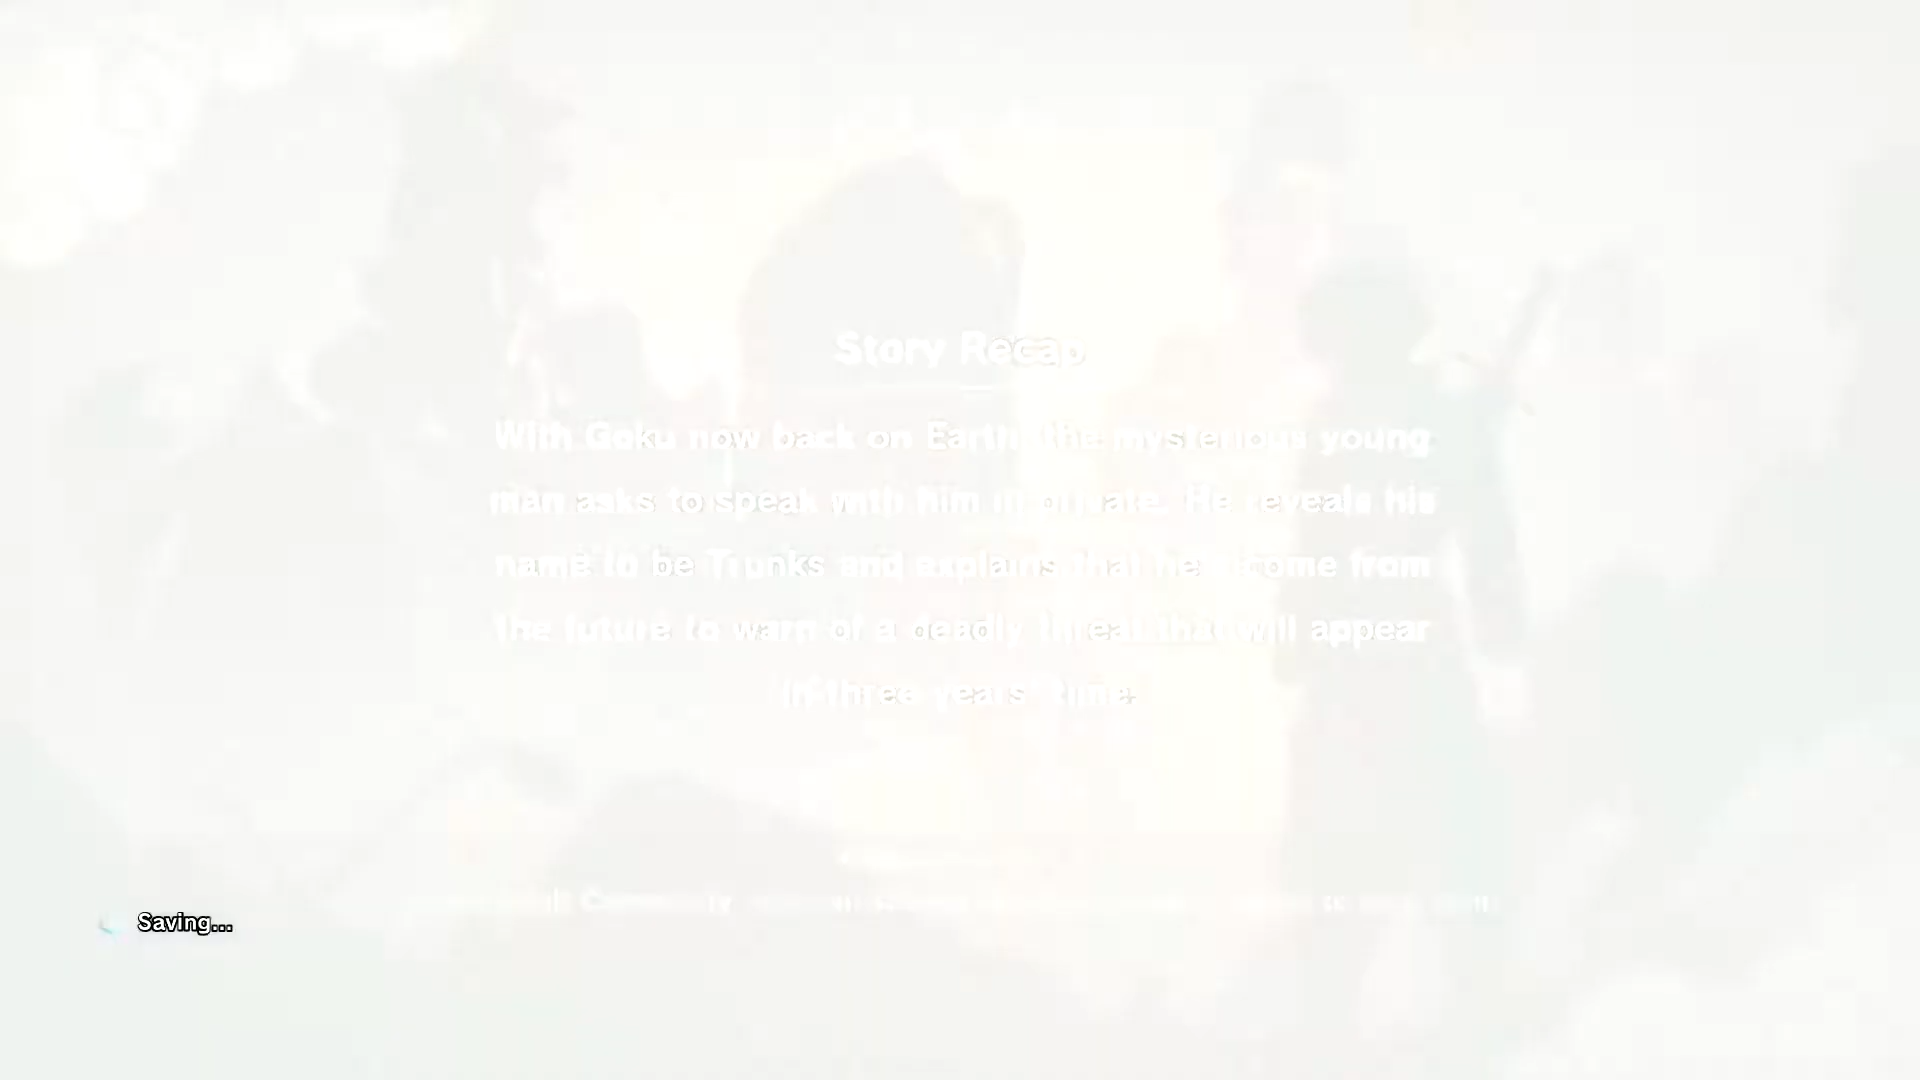 Story Recap
With Goku now back on Earth, the mysterious young
man asks to speak with him in private. He reveals his
name to be Trunks and explains that he's come from
the future to warn of a deadly threat that will appear
in three years' time.
Community
Saving...